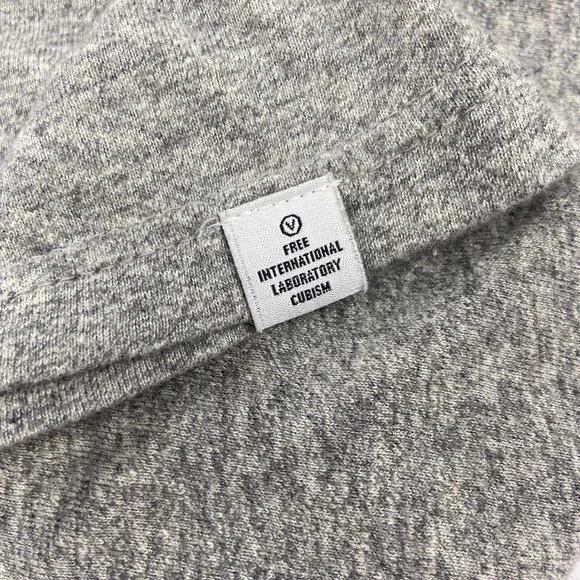 V
FREE
INTERNATIONAL
LABORATORY
CUBISM